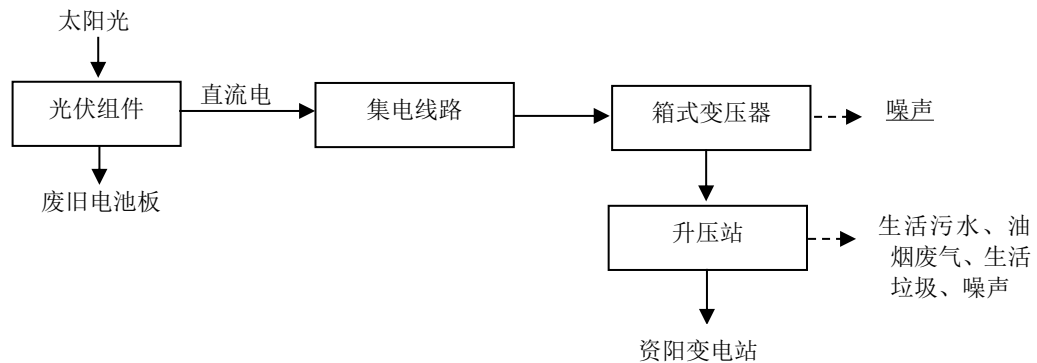 太阳光
光伏组件
直流电
集电线路
箱式变压器
噪声
废旧电池板
升压站
生活污水、油
烟废气、生活
垃圾、噪声
资阳变电站